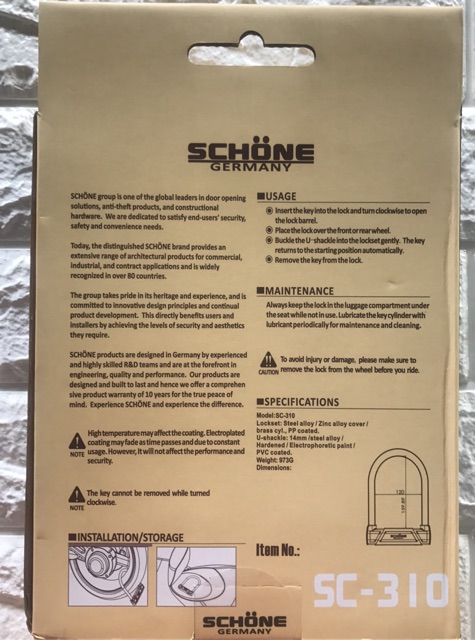 SCHÖNE
GERMANY
SCHÖNE group is one of the global leaders in door opening
solutions, anti-theft products, and constructional
hardware. We are dedicated to satisfy end-users' security,
safety and convenience needs.
Today, the distinguished SCHÖNE brand provides an
extensive range of architectural products for commercial,
industrial, and contract applications and is widely
recognized in over 80 countries.
The group takes pride in its heritage and experience, and is
committed to innovative design principles and continual
product development. This directly benefits users and
installers by achieving the levels of security and aesthetics
they require.
SCHÖNE products are designed in Germany by experienced
and highly skilled R&D teams and are at the forefront in
engineering, quality and performance. Our products are
designed and built to last and hence we offer a comprehen
sive product warranty of 10 years for the true peace of
mind. Experience SCHÖNE and experience the difference.
NOTE
High temperature may affect the coating. Electroplated
coating may fade as time passes and due to constant
usage. However, it will not affect the performance and
security.
NOTE
The key cannot be removed while turned
clockwise.
INSTALLATION/STORAGE
USAGE
Insert the key into the lock and turn clockwise to open
the lock barrel.
Place the lock over the front or rear wheel.
Buckle the U-shackle into the lockset gently. The key
returns to the starting position automatically.
Remove the key from the lock.
MAINTENANCE
Always keep the lock in the luggage compartment under
the seat while not in use. Lubricate the key cylinder with
lubricant periodically for maintenance and cleaning.
CAUTION
To avoid injury or damage, please make sure to
remove the lock from the wheel before you ride.
SPECIFICATIONS
Model:SC-310
Lockset: Steel alloy / Zinc alloy cover /
brass cyl., PP coated.
U-shackle: 14mm /steel alloy /
Hardened / Electrophoretic paint /
PVC coated.
Weight: 973G
Dimensions:
130
SCHÖNE
Item No.:
SC-310
SCHÖNE
GERMANY